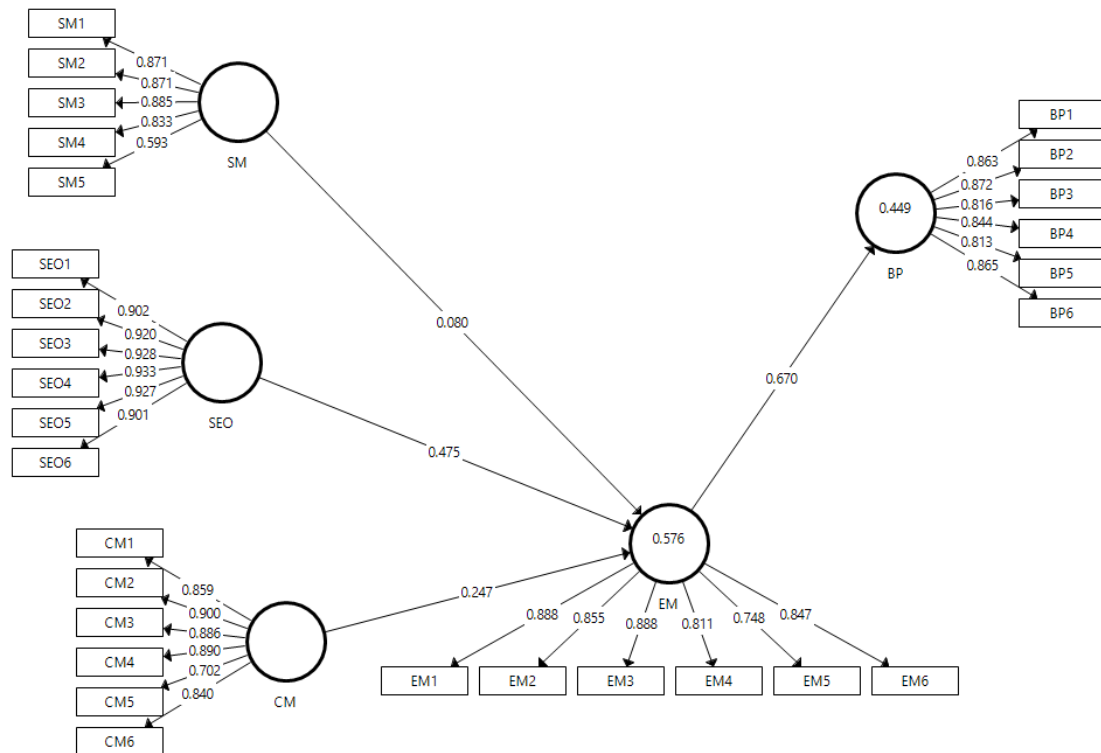 SM1
SM2
SM3
SM4
SM5
0.871
0.871
0.885
0.833
0.593
SM
SEO1
SEO2
SEO3
SEO4
SEO5
SEO6
0.902
0.920
0.928
0.933
0.927
0.901
SEO
CM1
CM2
CM3
CM4
CM5
CM6
0.859
0.900
0.886
0.890
0.702
0.840
CM
0.080
0.475
0.247
0.576
EM
0.888
0.855
0.888
0.811
0.748
0.847
EM1
EM2
EM3
EM4
EM5
EM6
0.670
0.449
BP
0.863
0.872
0.816
0.844
0.813
0.865
BP1
BP2
BP3
BP4
BP5
BP6